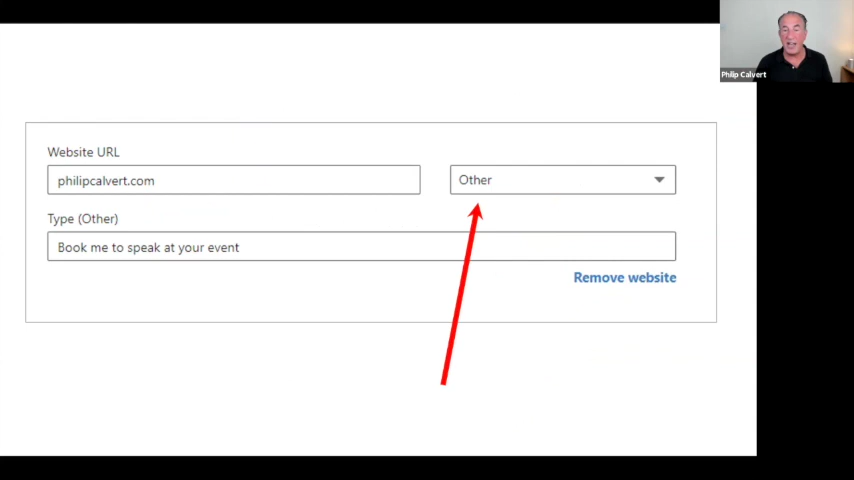 Philip Calvert
Website URL
philipcalvert.com
Other
Type (Other)
Book me to speak at your event
Remove website